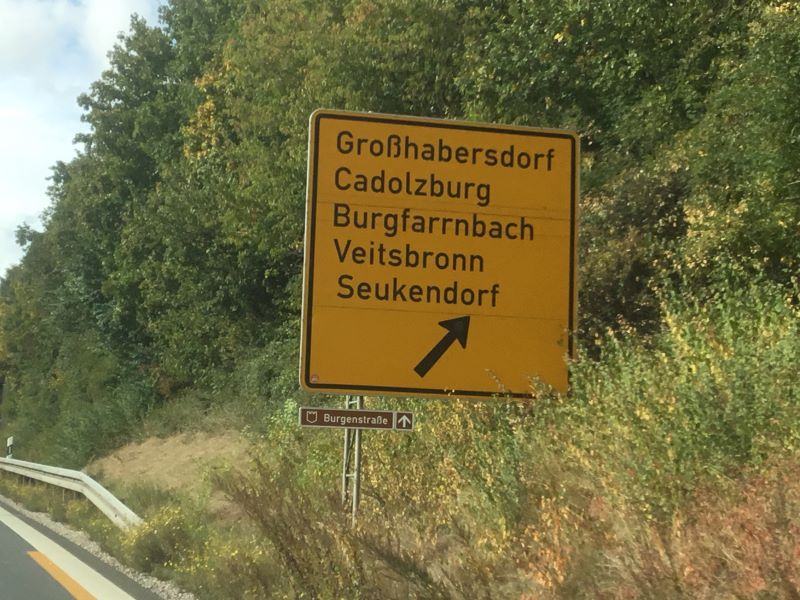 Großhabersdorf
Cadolzburg
Burgfarrnbach
Veitsbronn
Seukendorf
Burgenstraße